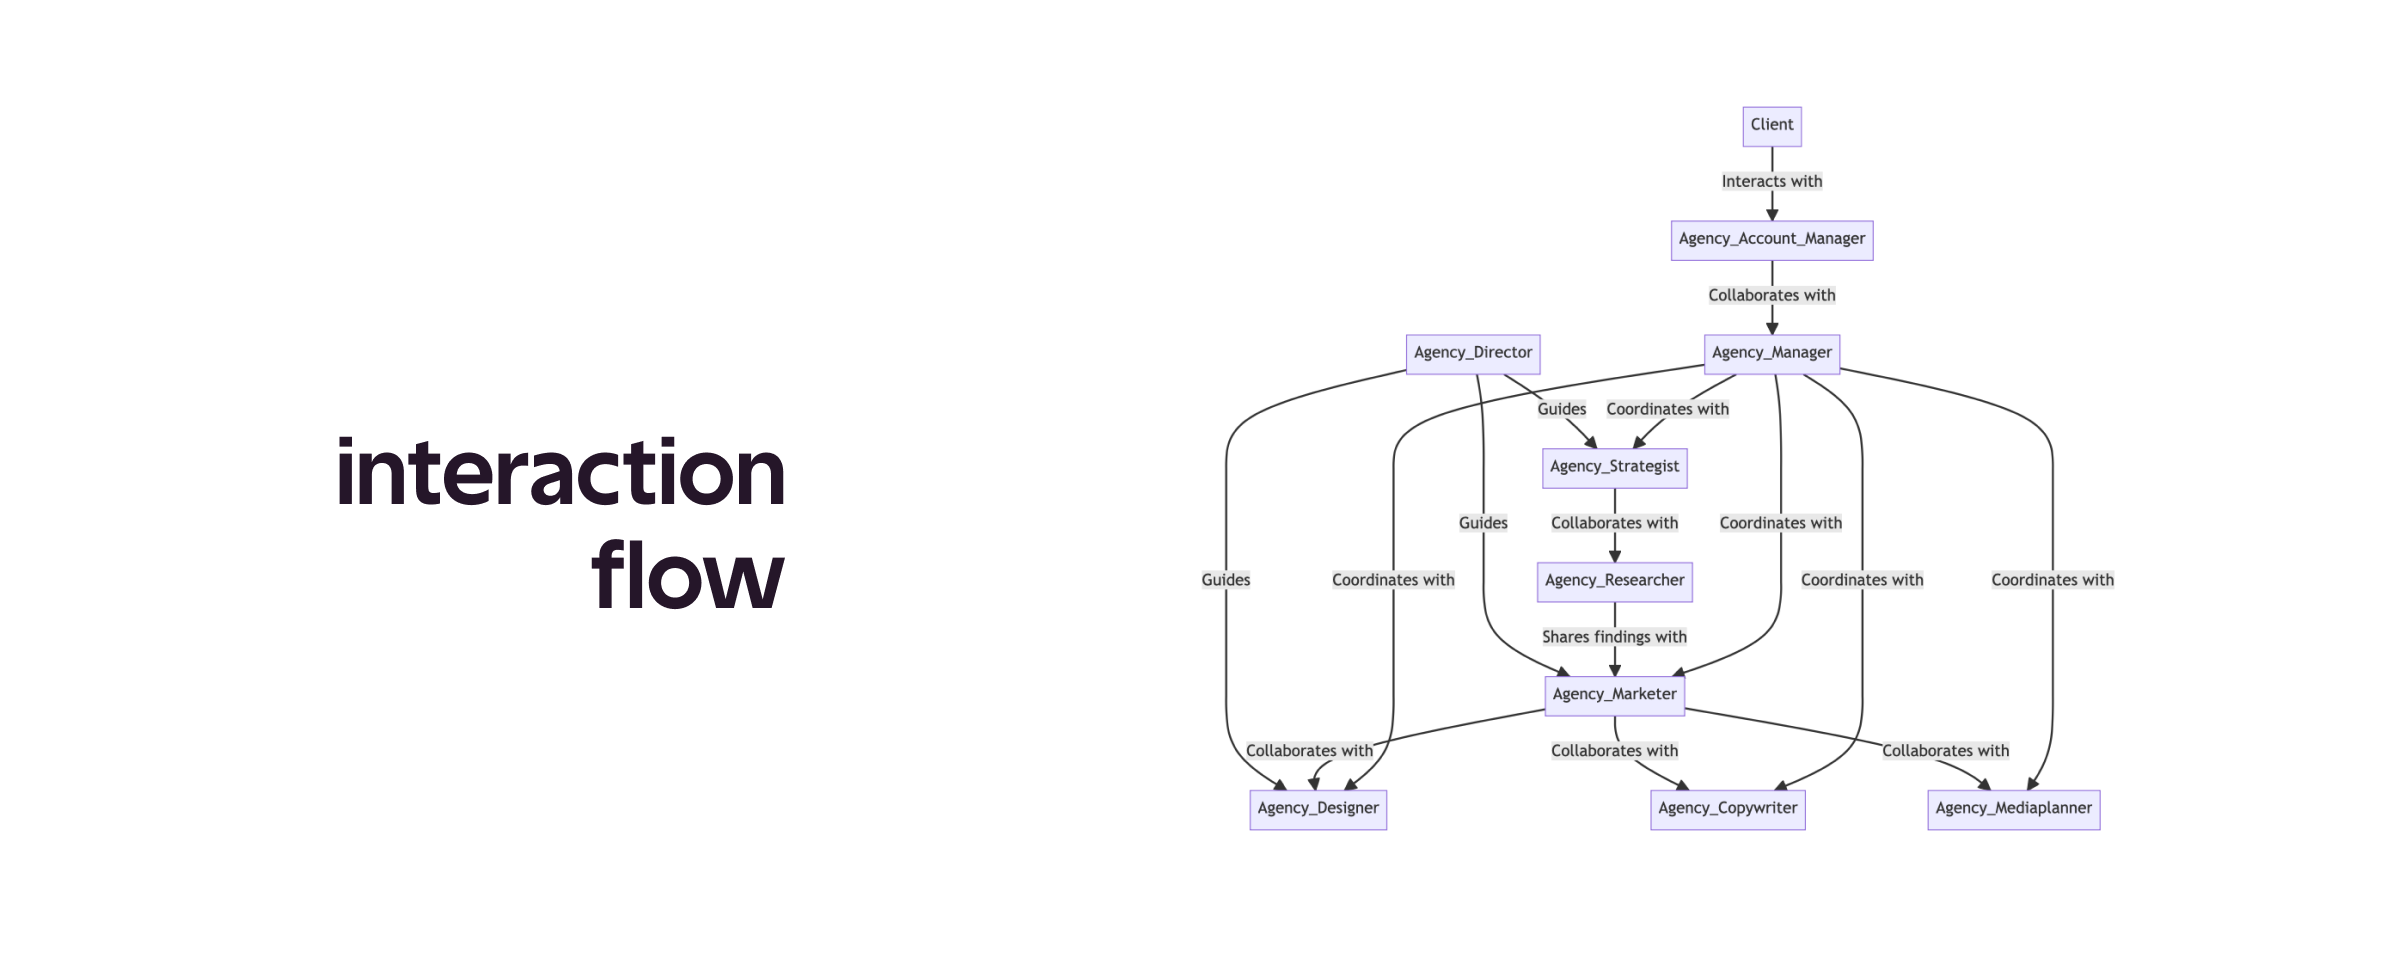 interaction
flow
Client
Interacts with
Agency_Account_Manager
Collaborates with
Agency_Director
Agency_Manager
Guides
Coordinates with
Agency_Strategist
Guides
Collaborates with
Coordinates with
Guides
Coordinates with
Agency_Researcher
Coordinates with
Coordinates with
Shares findings with
Agency_Marketer
Collaborates with
Collaborates with
Collaborates with
Agency_Designer
Agency_Copywriter
Agency_Mediaplanner